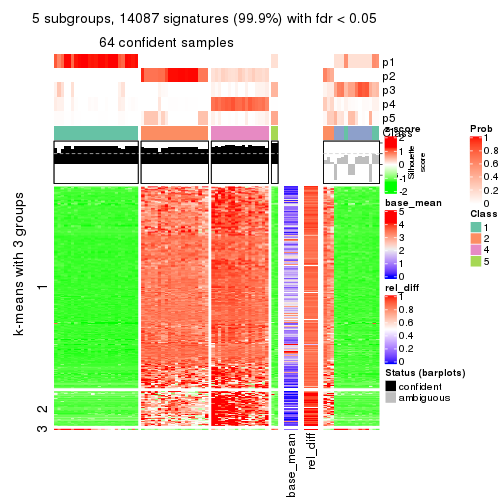 5 subgroups, 14087 signatures (99.9%) with fdr < 0.05
64 confident samples
p1
p2
p3
p4
p5
Class
k-means with 3 groups
1
2
3
base_mean
rel_diff
z-score
2
1
0
-1
-2
Silhouette
score
base_mean
5
4
3
2
1
0
rel_diff
1
0.8
0.6
0.4
0.2
0
Status (barplots)
confident
ambiguous
Prob
1
0.8
0.6
0.4
0.2
0
Class
1
2
4
5